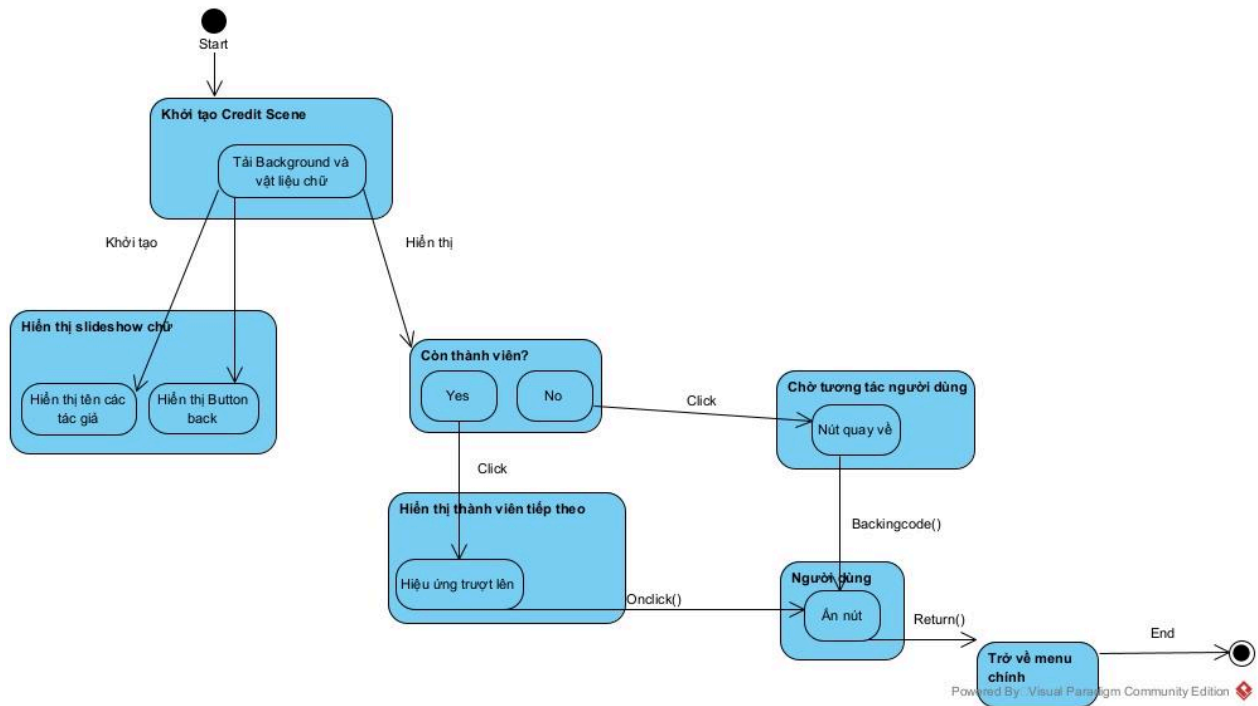 Start
Khởi tạo Credit Scene
Tải Background và
vật liệu chữ
Khởi tạo
Hiển thị
Hiển thị slideshow chữ
Hiển thị tên các
tác giả
Hiển thị Button
back
Còn thành viên?
Yes
No
Click
Chờ tương tác người dùng
Nút quay về
Click
Hiển thị thành viên tiếp theo
Hiệu ứng trượt lên
Backingcode()
Onclick()
Người dùng
Ấn nút
Return()
Trở về menu
chính
End
Powered By Visual Paradigm Community Edition